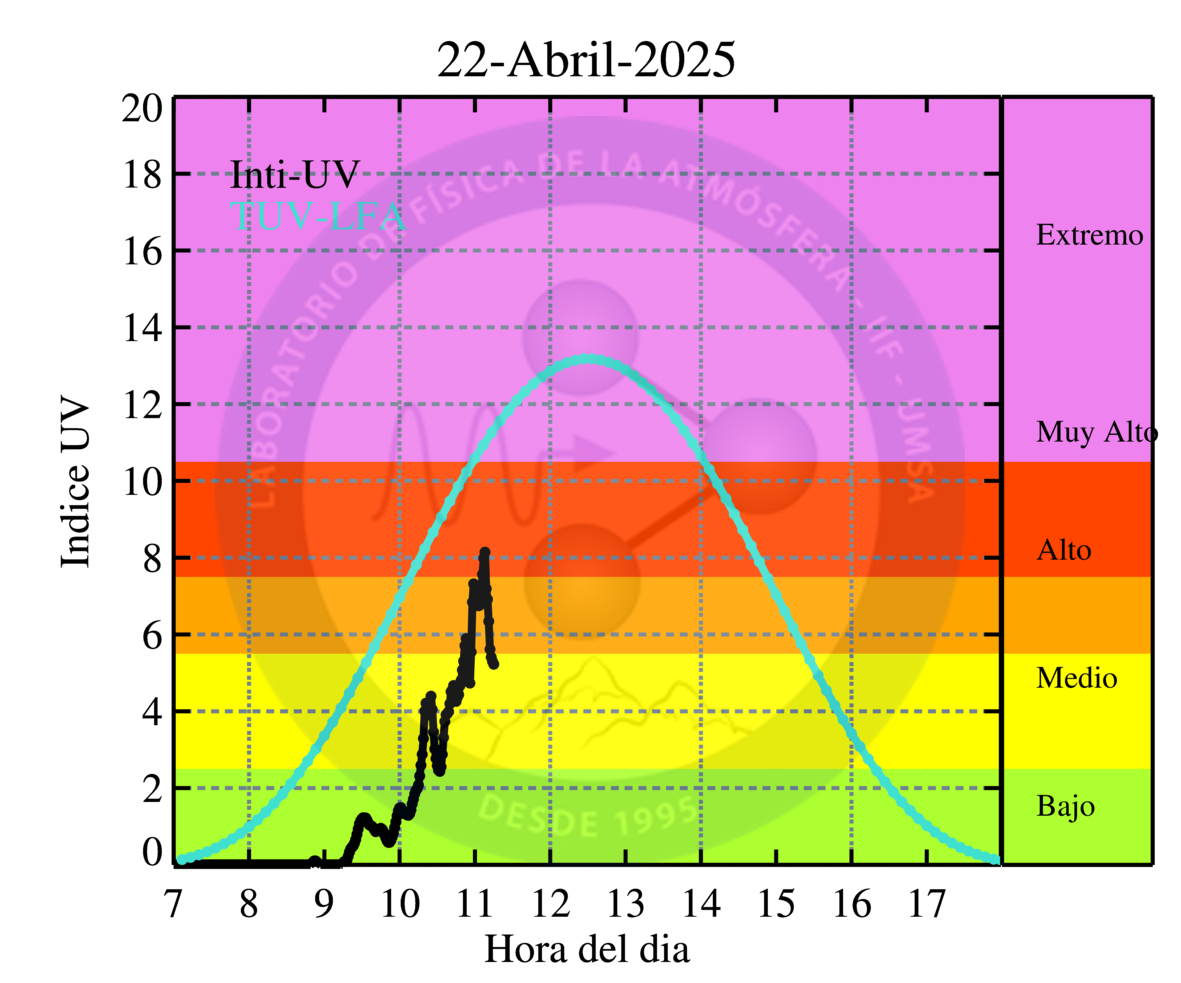 22-Abril-2025
20
18
16
14
12
10
8
6
4
2
0
Indice UV
Inti-UV
TUV-LFA
LABORATORIO DE FÍSICA DE LA ATMÓSFERA - IIF - UMSA
DESDE 1995
Extremo
Muy Alto
Alto
Medio
Bajo
7 8 9 10 11 12 13 14 15 16 17
Hora del dia